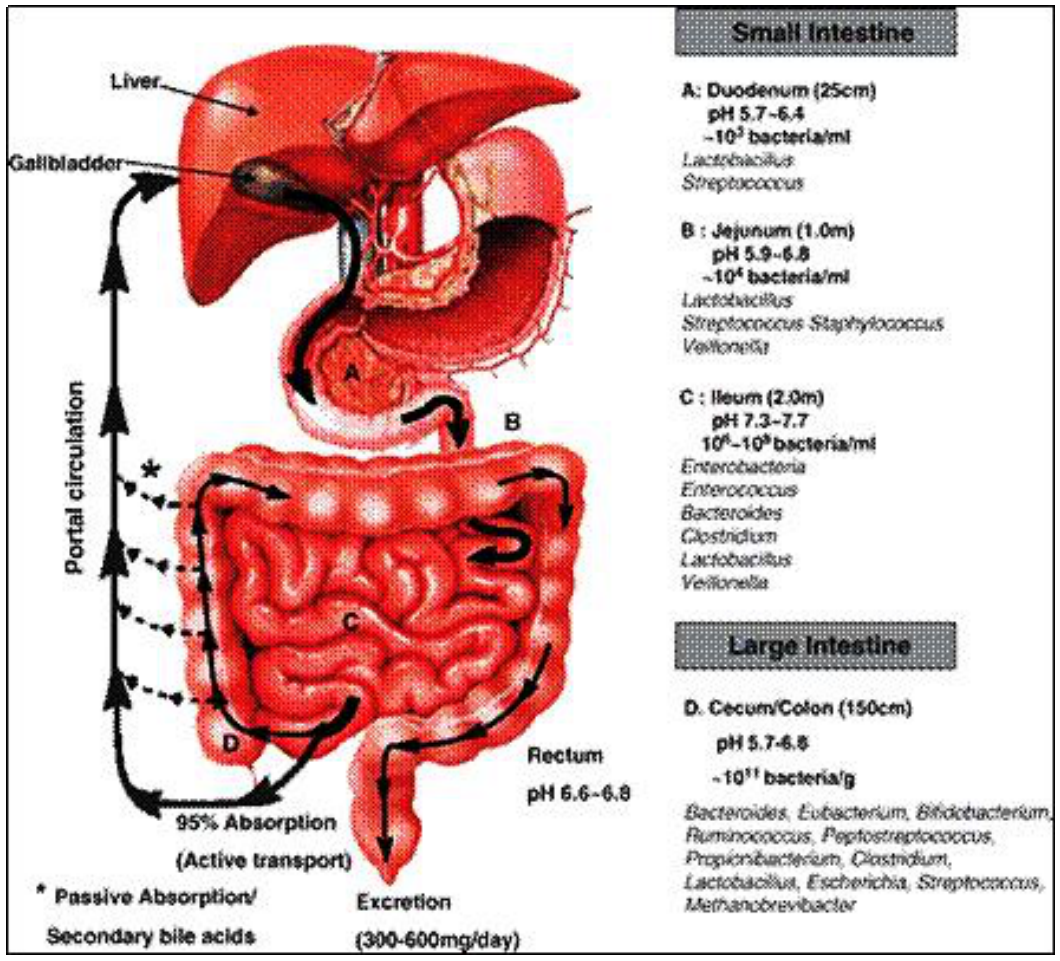 Liver
Gallbladder
Portal circulation
*
A
B
C
D
95% Absorption
(Active transport)
* Passive Absorption/
Secondary bile acids
Excretion
(300-600mg/day)
Rectum
pH 6.6~6.8
Small Intestine
A: Duodenum (25cm)
pH 5.7~6.4
~10³ bacteria/ml
Lactobacillus
Streptococcus
B : Jejunum (1.0m)
pH 5.9~6.8
~10⁴ bacteria/ml
Lactobacillus
Streptococcus Staphylococcus
Veillonella
C : Ileum (2.0m)
pH 7.3~7.7
bacteria/ml
Enterobacteria
Enterococcus
Bacteroides
Clostridium
Lactobacillus
Veillonella
Large Intestine
D. Cecum/Colon (150cm)
pH 5.7-6.8
~10¹¹ bacteria/g
Bacteroides, Eubacterium, Bifidobacterium,
Ruminococcus, Peptostreptococcus,
Propionibacterium, Clostridium,
Lactobacillus, Escherichia, Streptococcus,
Methanobrevibacter